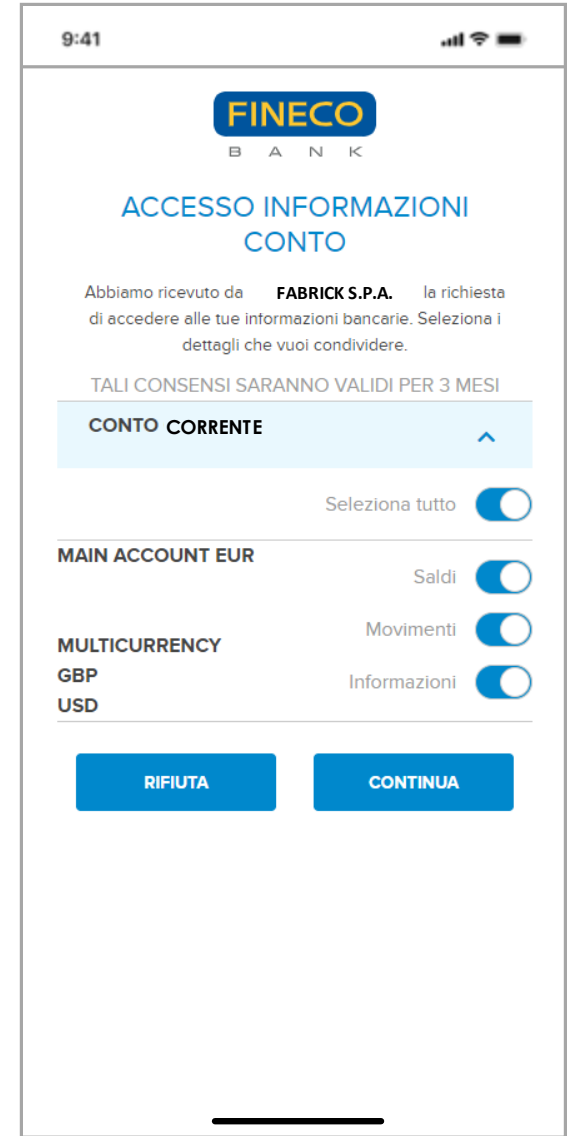 9:41
FINECO
BANK
ACCESSO INFORMAZIONI
CONTO
Abbiamo ricevuto da FABRICK S.P.A. la richiesta
di accedere alle tue informazioni bancarie. Seleziona i
dettagli che vuoi condividere.
TALI CONSENSI SARANNO VALIDI PER 3 MESI
CONTO CORRENTE
Seleziona tutto
MAIN ACCOUNT EUR
Saldi
Movimenti
MULTICURRENCY
GBP
Informazioni
USD
RIFIUTA CONTINUA